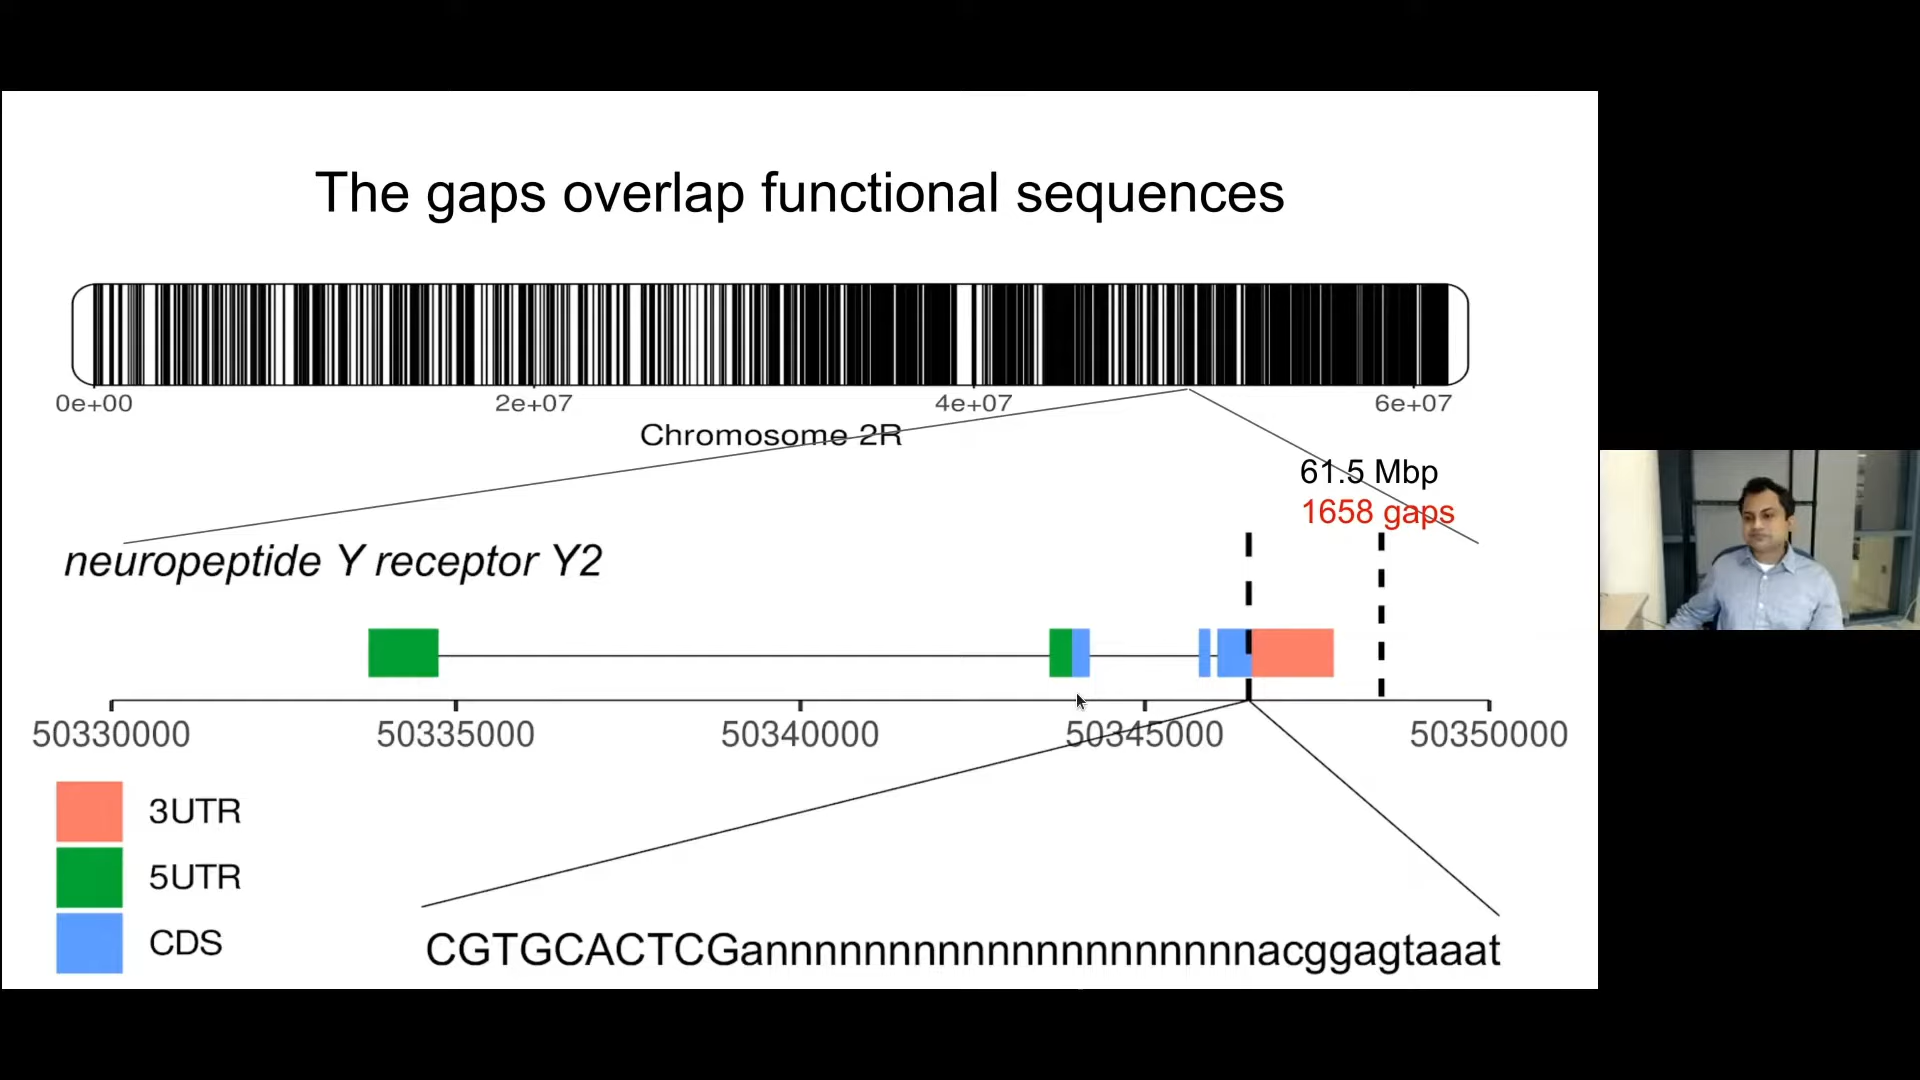 The gaps overlap functional sequences
0e+00 2e+07 4e+07 6e+07
Chromosome 2R
61.5 Mbp
1658 gaps
neuropeptide Y receptor Y2
50330000 50335000 50340000 50345000 50350000
3UTR
5UTR
CDS
CGTGCACTCGannnnnnnnnnnnnnnnnnnnacggagtaaat